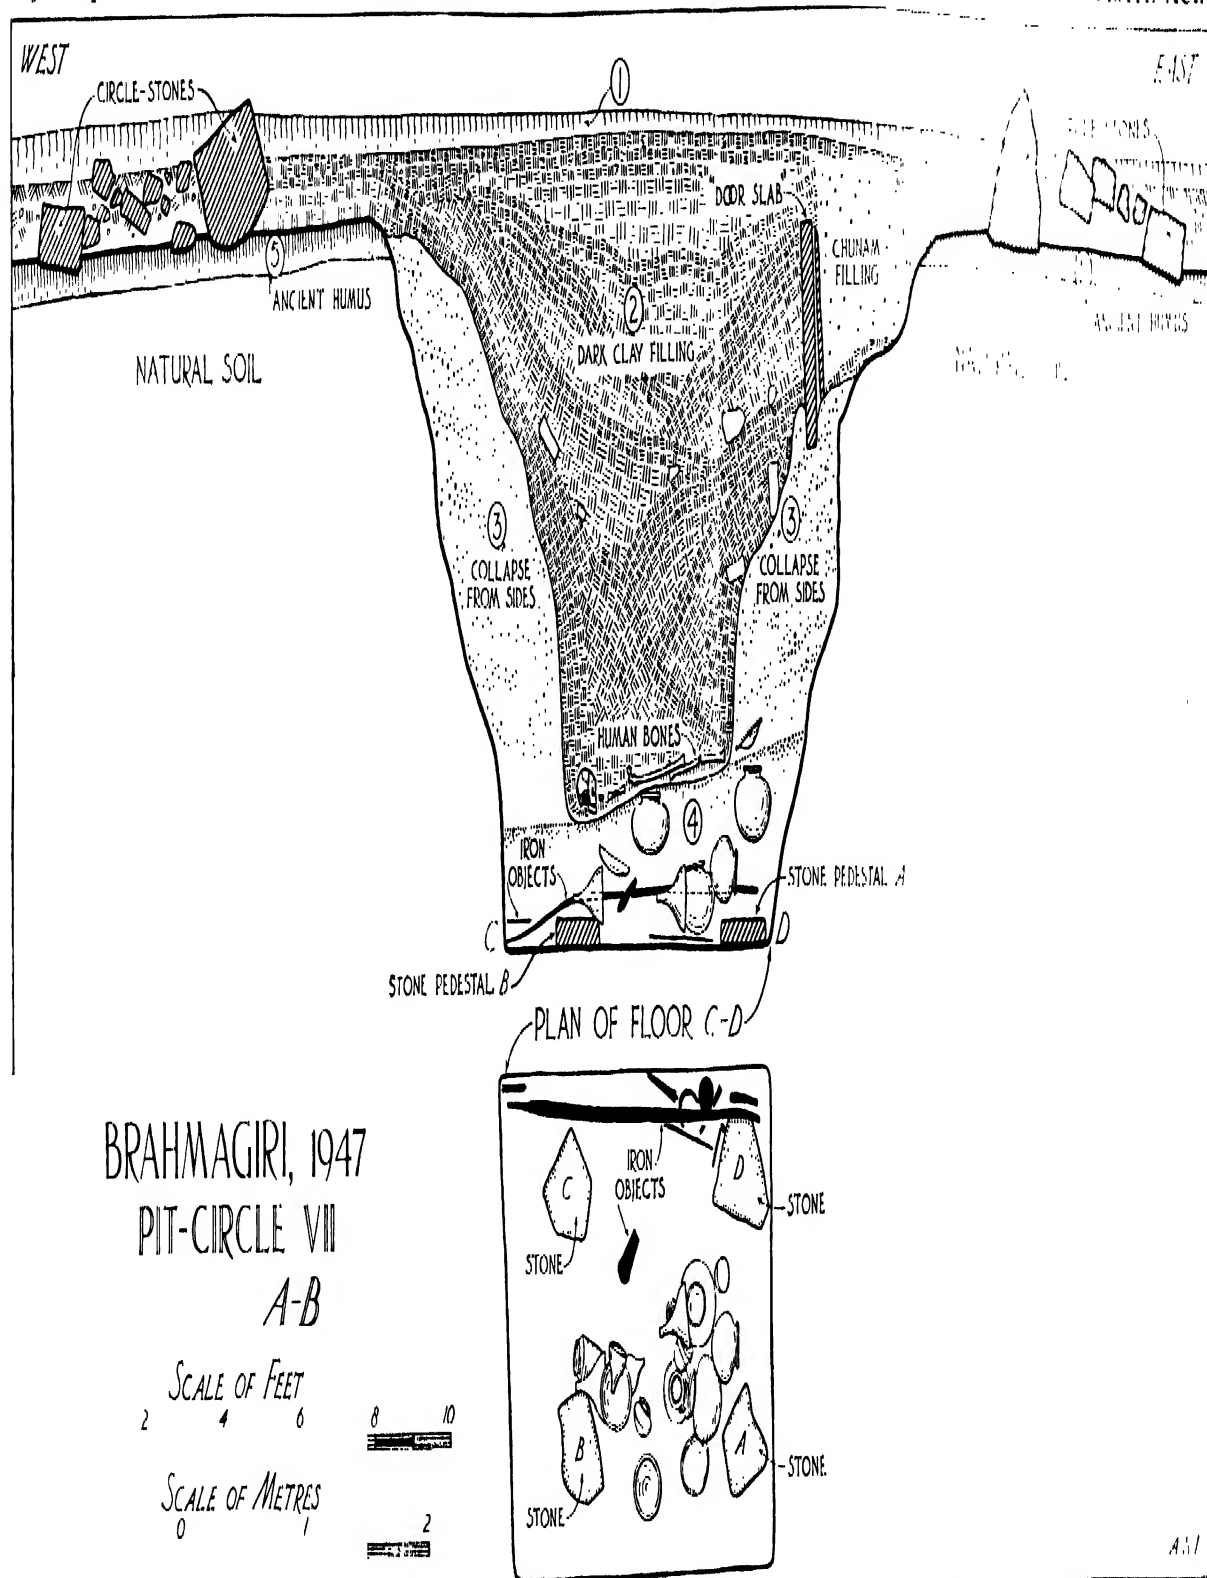 WEST
EAST
CIRCLE-STONES
1
DOOR SLAB
CHUNAM
FILLING
5
ANCIENT HUMUS
2
DARK CLAY FILLING
ANCIENT HUMUS
NATURAL SOIL
3
COLLAPSE
FROM SIDES
3
COLLAPSE
FROM SIDES
HUMAN BONES
4
IRON
OBJECTS
STONE PEDESTAL A
C
D
STONE PEDESTAL B
PLAN OF FLOOR C-D
BRAHMAGIRI, 1947
PIT-CIRCLE VII
A-B
IRON
OBJECTS
C
D
STONE
STONE
SCALE OF FEET
2 4 6 8 10
B
A
STONE
STONE
SCALE OF METRES
0 1 2